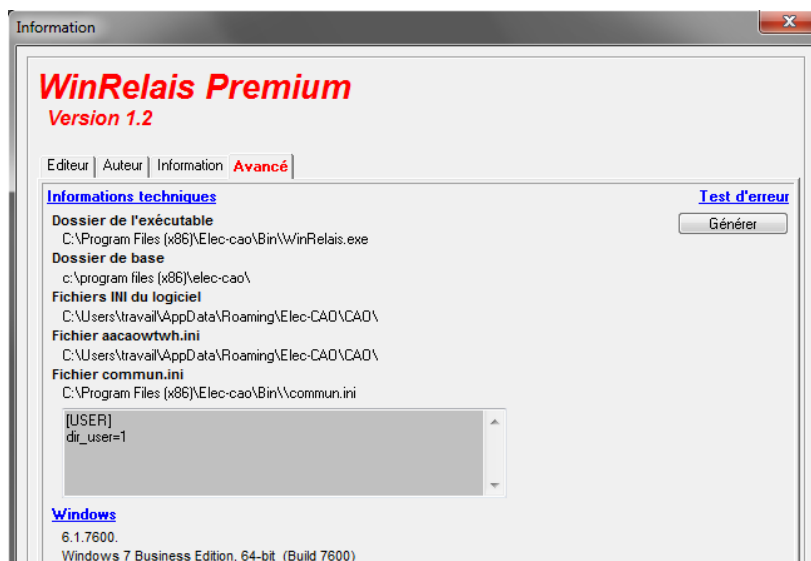 Information
WinRelais Premium
Version 1.2
Editeur Auteur Information Avancé
Informations techniques
Test d'erreur
Générer
Dossier de l'exécutable
C:\Program Files (x86)\Elec-cao\Bin\WinRelais.exe
Dossier de base
c:\program files (x86)\elec-cao\
Fichiers INI du logiciel
C:\Users\travail\AppData\Roaming\Elec-CAO\CAO\
Fichier aacaowtwh.ini
C:\Users\travail\AppData\Roaming\Elec-CAO\CAO\
Fichier commun.ini
C:\Program Files (x86)\Elec-cao\Bin\\commun.ini
[USER]
dir_user=1
Windows
6.1.7600.
Windows 7 Business Edition, 64-bit (Build 7600)